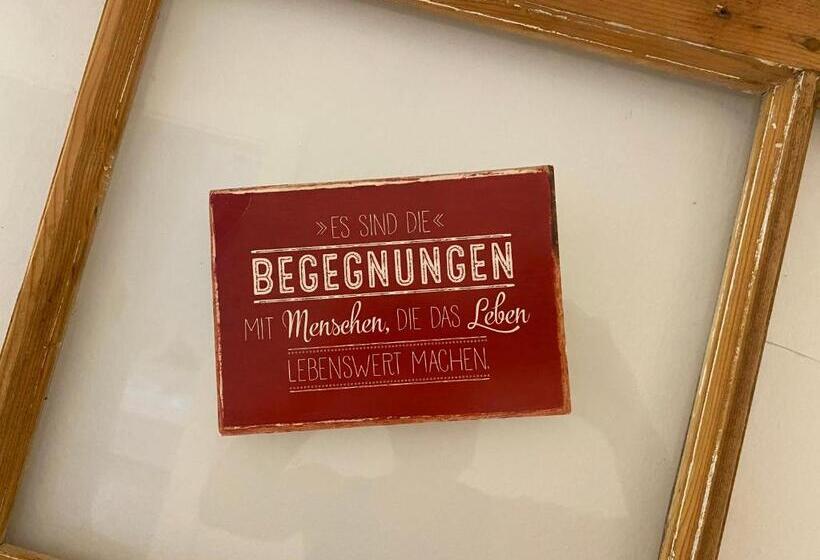 »ES SIND DIE«
BEGEGNUNGEN
MIT Menschen, DIE DAS Leben
LEBENSWERT MACHEN.